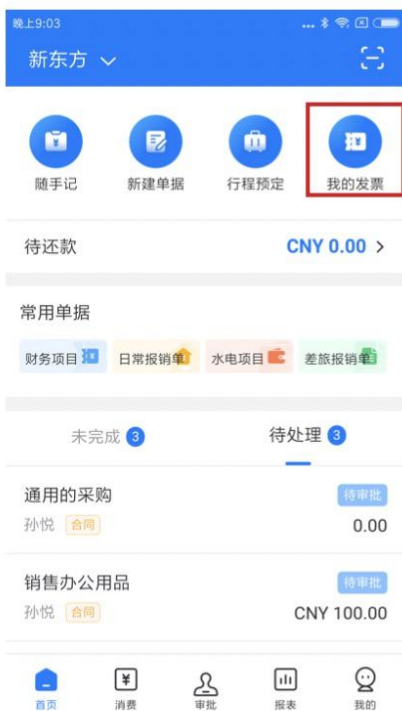 晚上9:03
新东方
随手记 新建单据 行程预定 我的发票
待还款 CNY 0.00
常用单据
财务项目 日常报销单 水电项目 差旅报销单
未完成 3 待处理 3
通用的采购 待审批
孙悦 合同 0.00
销售办公用品 待审批
孙悦 合同 CNY 100.00
首页 消费 审批 报表 我的